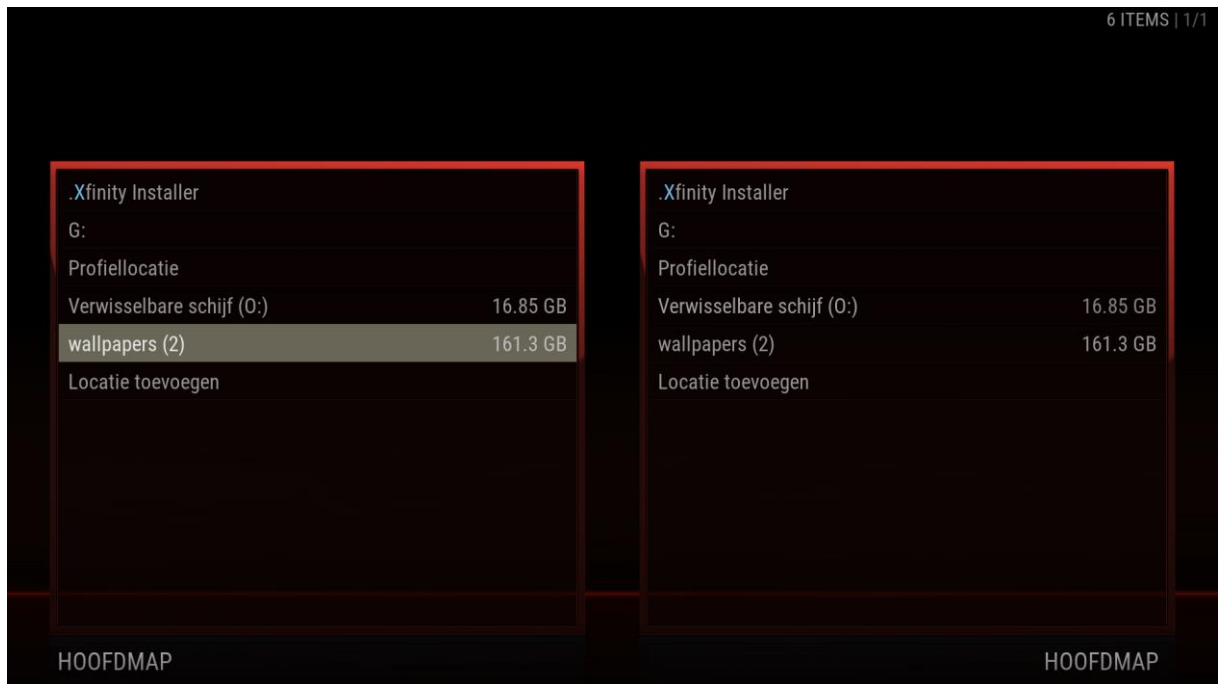 6 ITEMS | 1/1
.Xfinity Installer
G:
Profiellocatie
Verwisselbare schijf (O:) 16.85 GB
wallpapers (2) 161.3 GB
Locatie toevoegen
HOOFDMAP
.Xfinity Installer
G:
Profiellocatie
Verwisselbare schijf (O:) 16.85 GB
wallpapers (2) 161.3 GB
Locatie toevoegen
HOOFDMAP